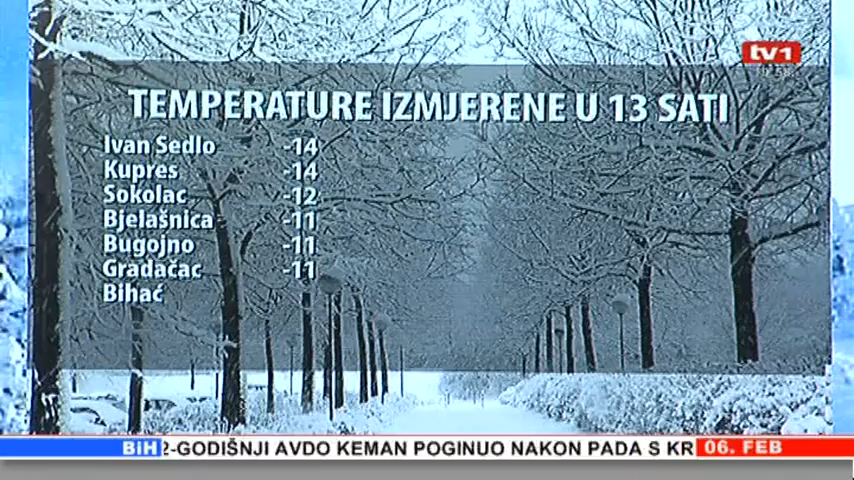 tv1
TEMPERATURE IZMJERENE U 13 SATI
Ivan Sedlo -14
Kupres -14
Sokolac -12
Bjelašnica -11
Bugojno -11
Gradačac -11
Bihać
BiH 2-GODIŠNJI AVDO KEMAN POGINUO NAKON PADA S KR 06. FEB